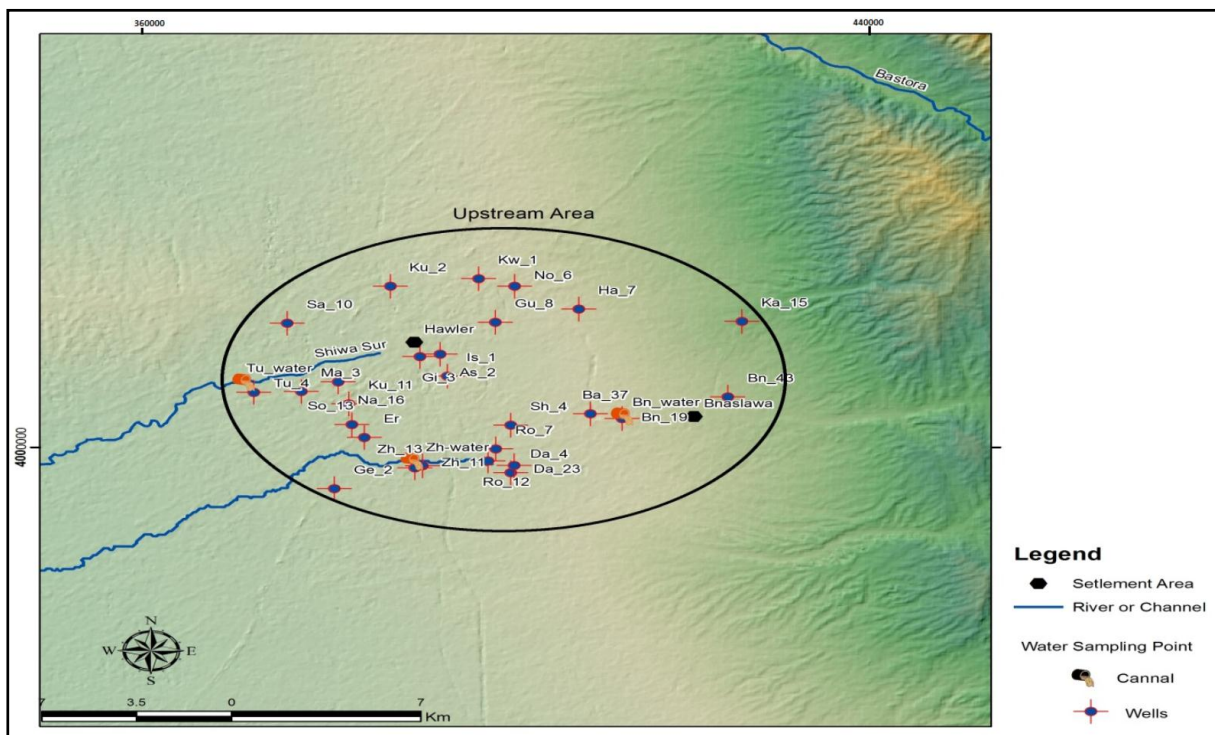 360000
440000
Bastora
Upstream Area
Kw_1
Ku_2
No_6
Ha_7
Sa_10
Gu_8
Ka_15
Hawler
Shiwa Sur
Is_1
Tu_water
Ma_3
Gi_3
As_2
Tu_4
Ku_11
Bn_43
Na_16
Ba_37
Bn_water
So_13
Bnaslawa
Er
Sh_4
Bn_19
Ro_7
4000000
Zh_13
Zh-water
Da_4
Ge_2
Zh_11
Da_23
Ro_12
Legend
Setlement Area
River or Channel
Water Sampling Point
Cannal
Wells
N
W
E
S
7
3.5
0
7
Km